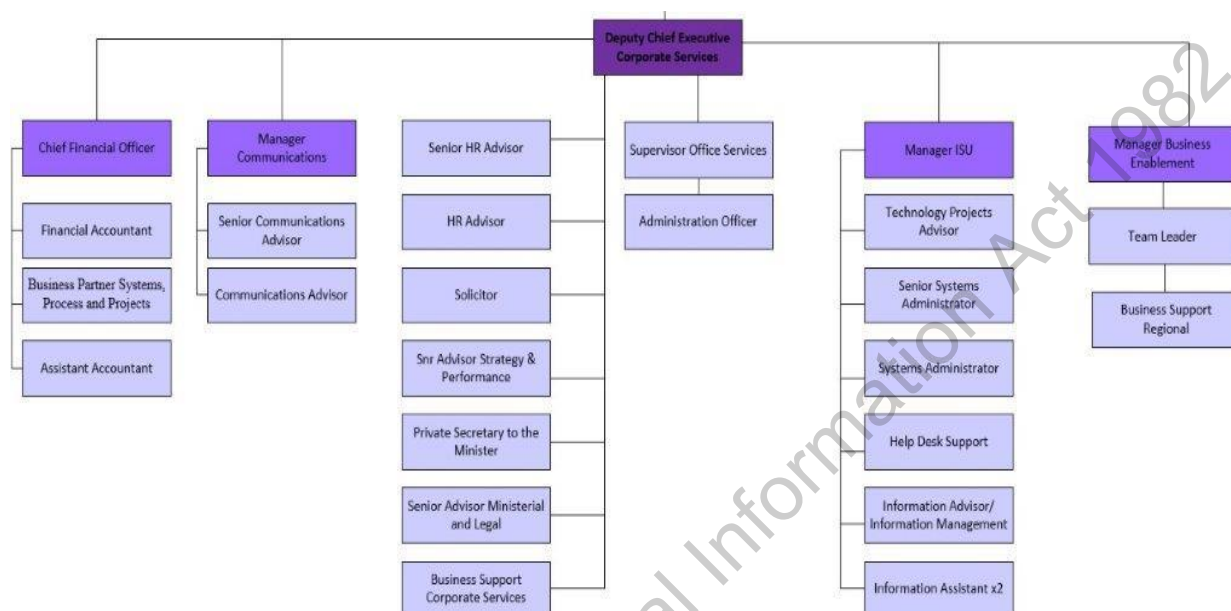 Deputy Chief Executive
Corporate Services
Chief Financial Officer
Financial Accountant
Business Partner Systems,
Process and Projects
Assistant Accountant
Manager
Communications
Senior Communications
Advisor
Communications Advisor
Senior HR Advisor
HR Advisor
Solicitor
Snr Advisor Strategy &
Performance
Private Secretary to the
Minister
Senior Advisor Ministerial
and Legal
Business Support
Corporate Services
Supervisor Office Services
Administration Officer
Manager ISU
Technology Projects
Advisor
Senior Systems
Administrator
Systems Administrator
Help Desk Support
Information Advisor/
Information Management
Information Assistant x2
Manager Business
Enablement
Team Leader
Business Support
Regional
Information Act 1982